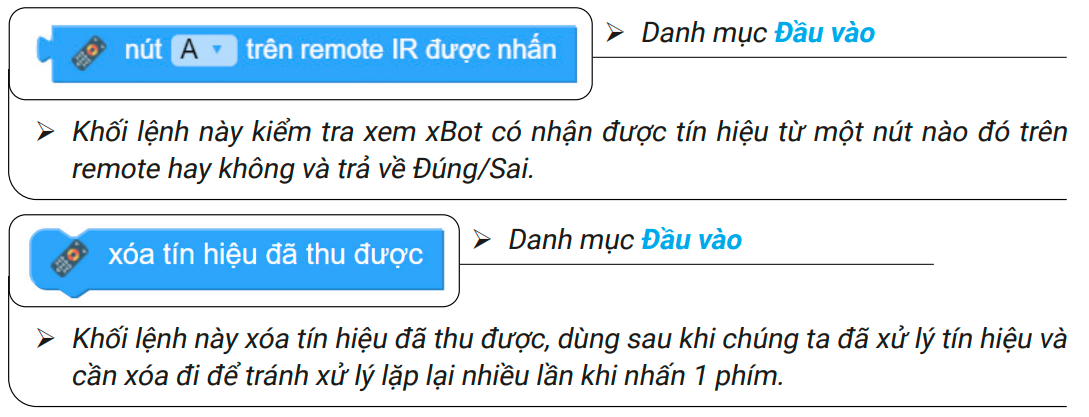 nút A ▾ trên remote IR được nhấn
➢ Danh mục Đầu vào
➢ Khối lệnh này kiểm tra xem xBot có nhận được tín hiệu từ một nút nào đó trên
remote hay không và trả về Đúng/Sai.
xóa tín hiệu đã thu được
➢ Danh mục Đầu vào
➢ Khối lệnh này xóa tín hiệu đã thu được, dùng sau khi chúng ta đã xử lý tín hiệu và
cần xóa đi để tránh xử lý lặp lại nhiều lần khi nhấn 1 phím.